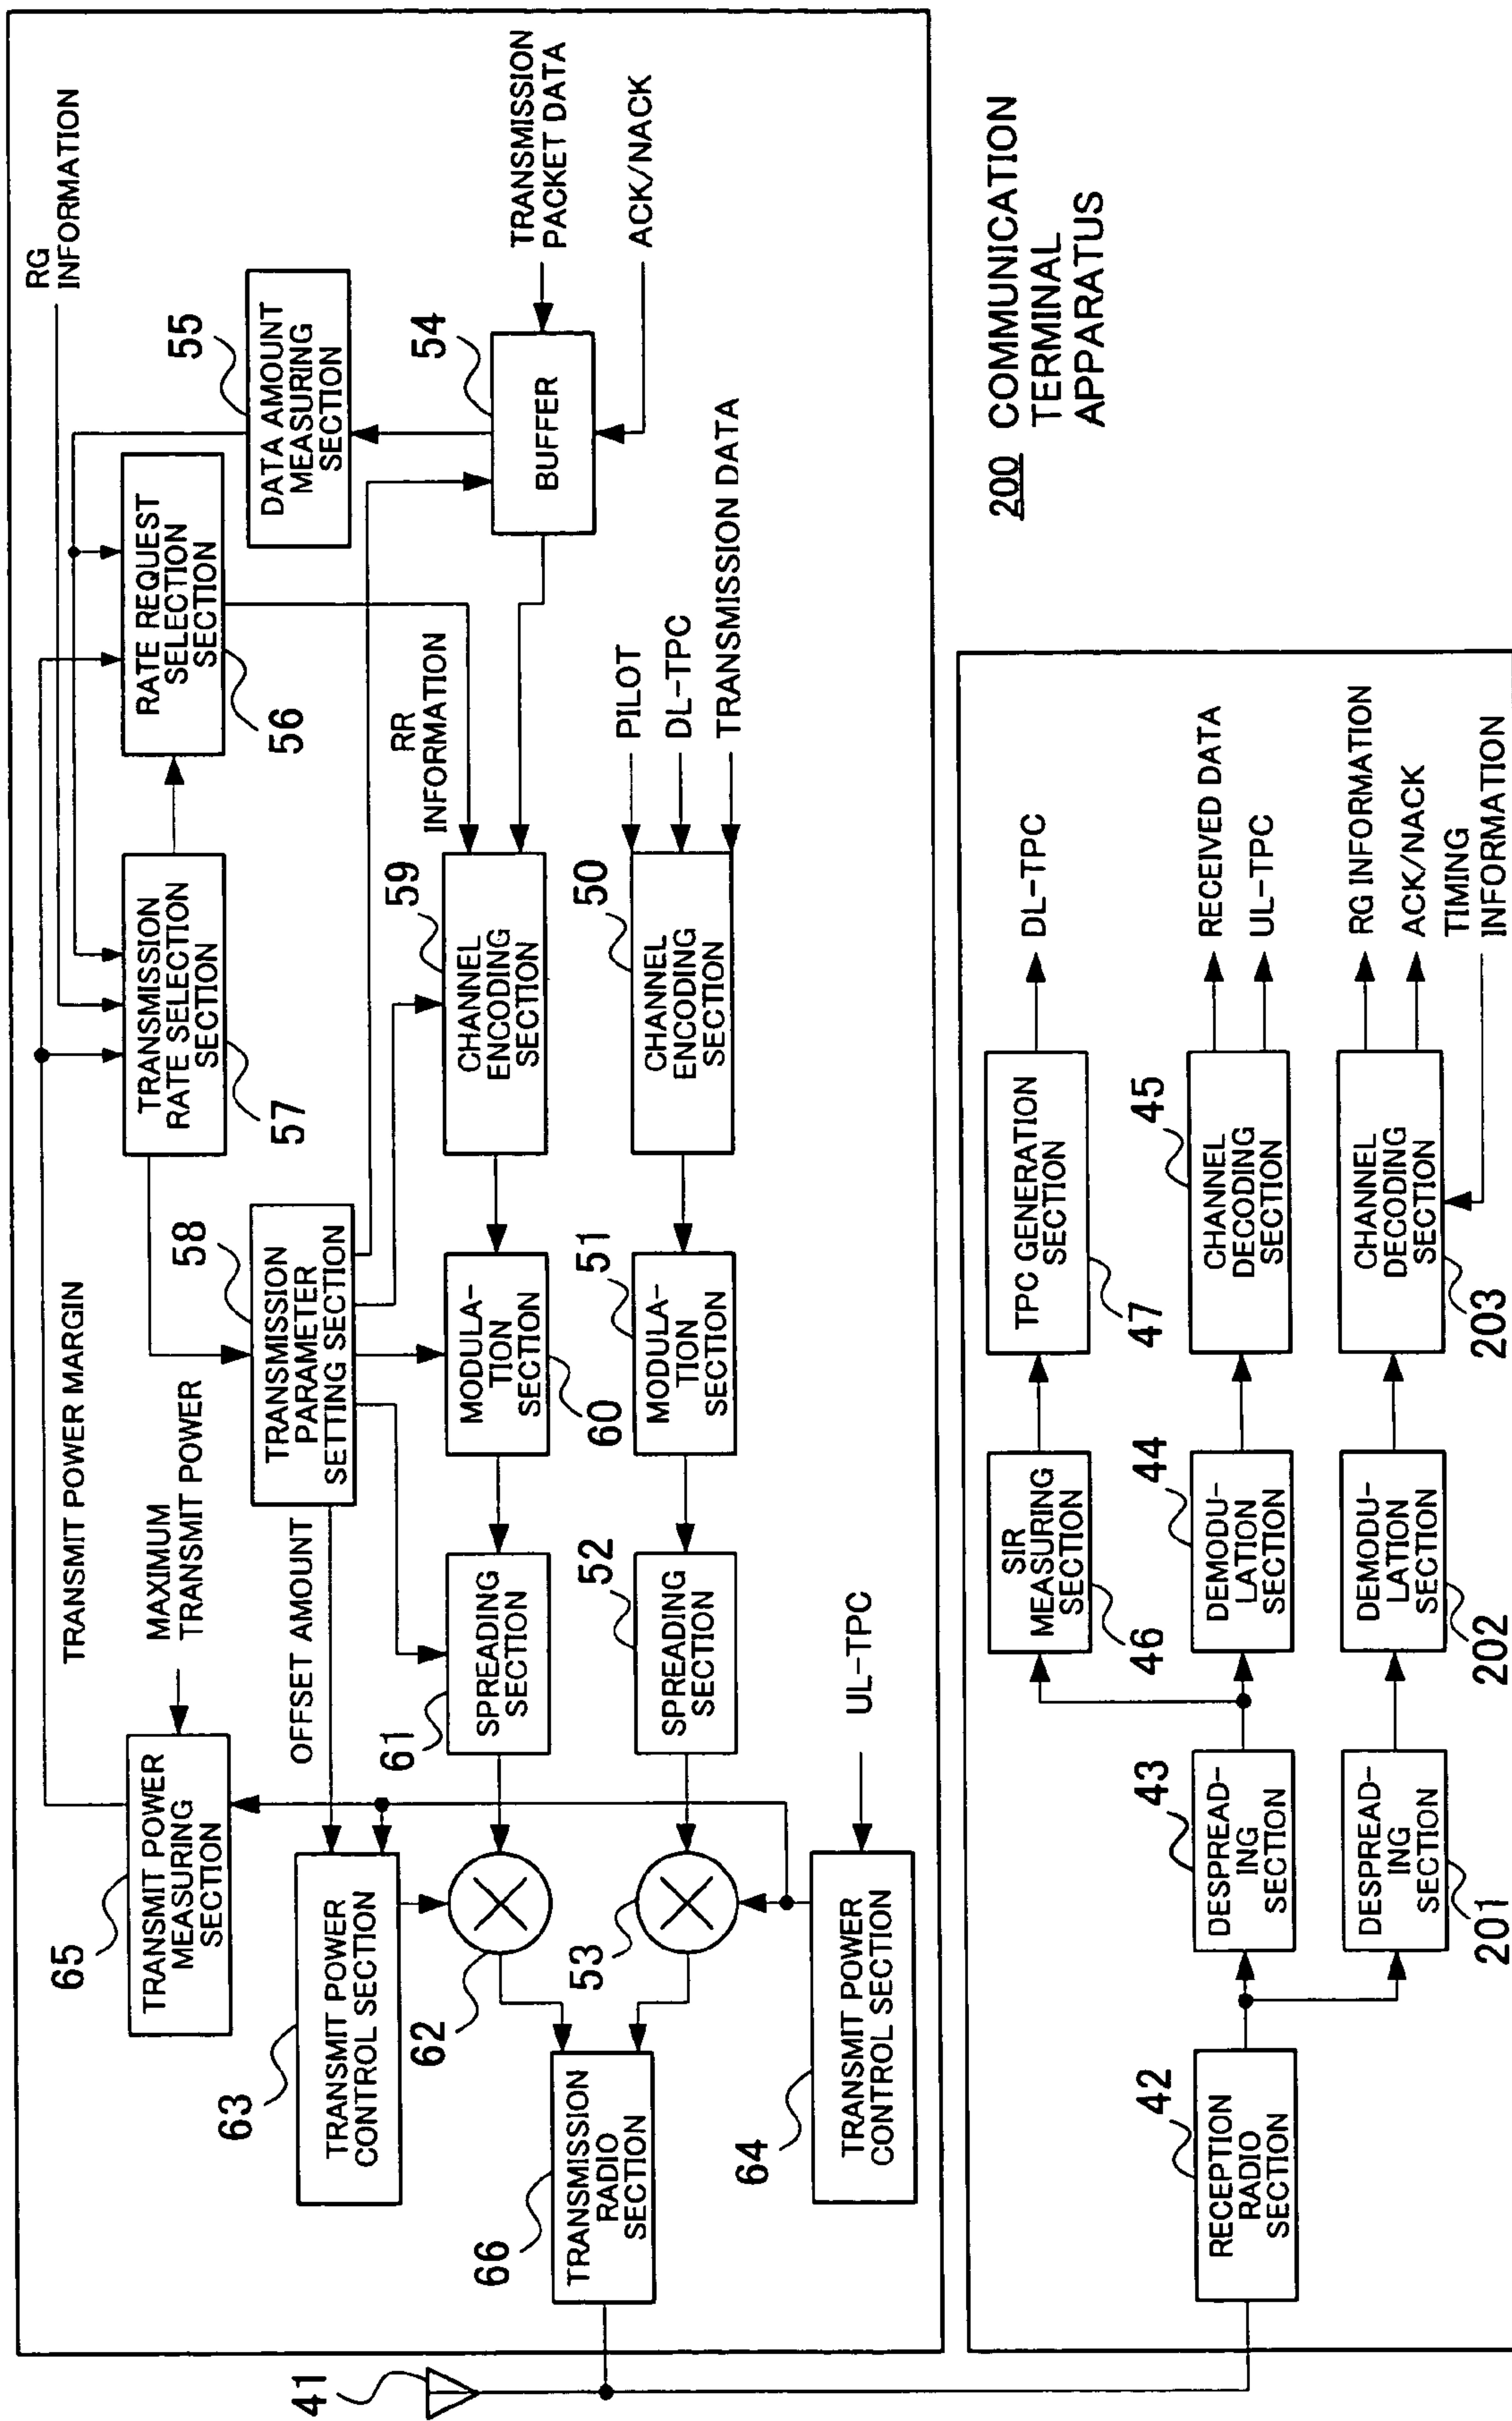 RG
INFORMATION
TRANSMIT POWER MARGIN
MAXIMUM
TRANSMIT POWER
65
TRANSMIT POWER
MEASURING
SECTION
57
TRANSMISSION
RATE SELECTION
SECTION
56
RATE REQUEST
SELECTION
SECTION
55
DATA AMOUNT
MEASURING
SECTION
58
TRANSMISSION
PARAMETER
SETTING SECTION
OFFSET AMOUNT
63
TRANSMIT POWER
CONTROL SECTION
RR
INFORMATION
62
61
SPREADING
SECTION
60
MODULA-
TION
SECTION
59
CHANNEL
ENCODING
SECTION
54
BUFFER
TRANSMISSION
PACKET DATA
ACK/NACK
41
66
TRANSMISSION
RADIO
SECTION
53
52
SPREADING
SECTION
51
MODULA-
TION
SECTION
50
CHANNEL
ENCODING
SECTION
PILOT
DL-TPC
TRANSMISSION DATA
64
TRANSMIT POWER
CONTROL SECTION
UL-TPC
200 COMMUNICATION
TERMINAL
APPARATUS
46
SIR
MEASURING
SECTION
47
TPC GENERATION
SECTION
DL-TPC
42
RECEPTION
RADIO
SECTION
43
DESPREAD-
ING
SECTION
44
DEMODU-
LATION
SECTION
45
CHANNEL
DECODING
SECTION
RECEIVED DATA
UL-TPC
201
DESPREAD-
ING
SECTION
202
DEMODU-
LATION
SECTION
203
CHANNEL
DECODING
SECTION
RG INFORMATION
ACK/NACK
TIMING
INFORMATION